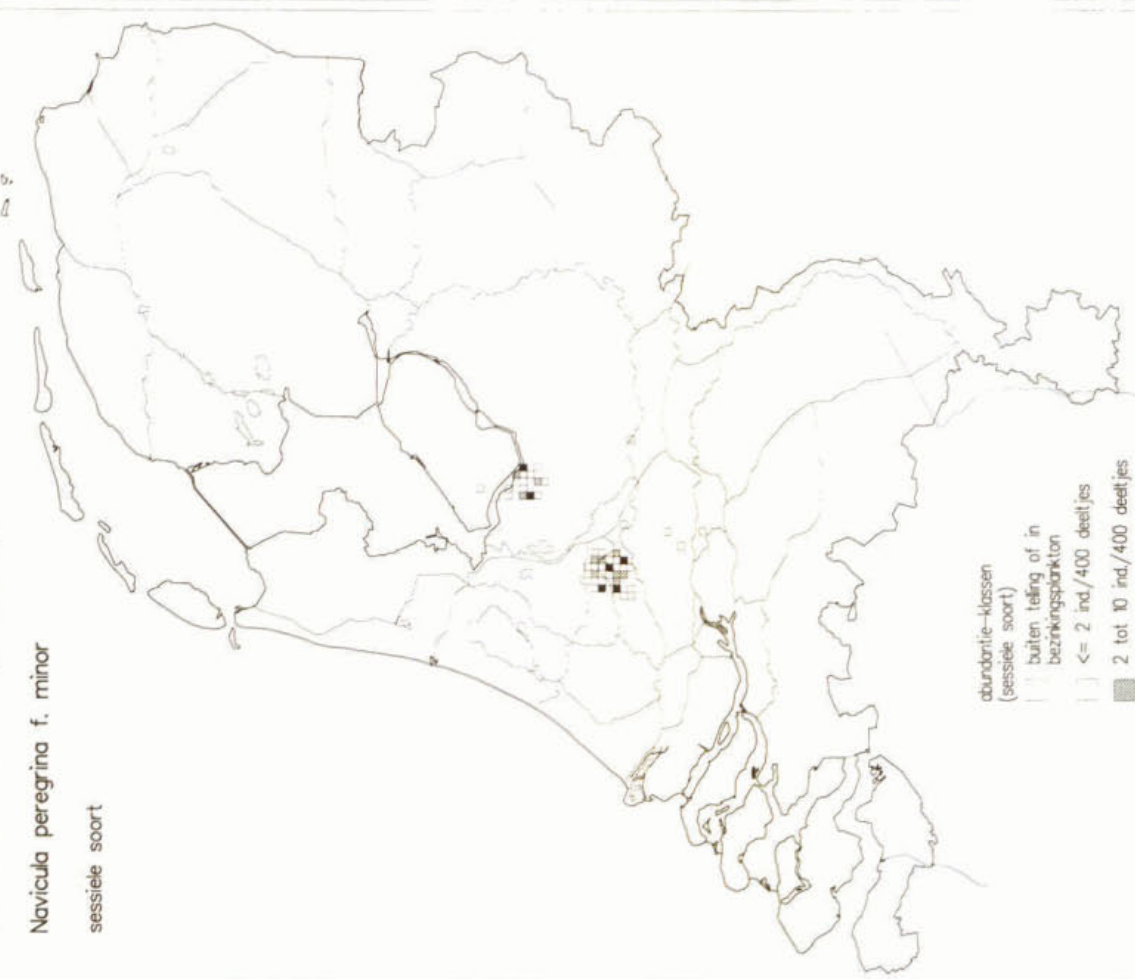 Navicula peregrina f. minor
sessiele soort
abundantie-klassen
(sessiele soort)
buiten telling of in
bezinkingsplankton
<= 2 ind./400 deeltjes
2 tot 10 ind./400 deeltjes